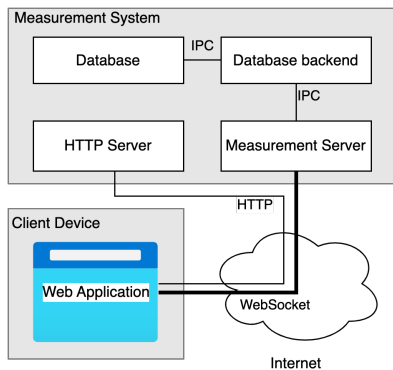 Measurement System
Database
IPC
Database backend
IPC
HTTP Server
Measurement Server
HTTP
Client Device
Web Application
WebSocket
Internet